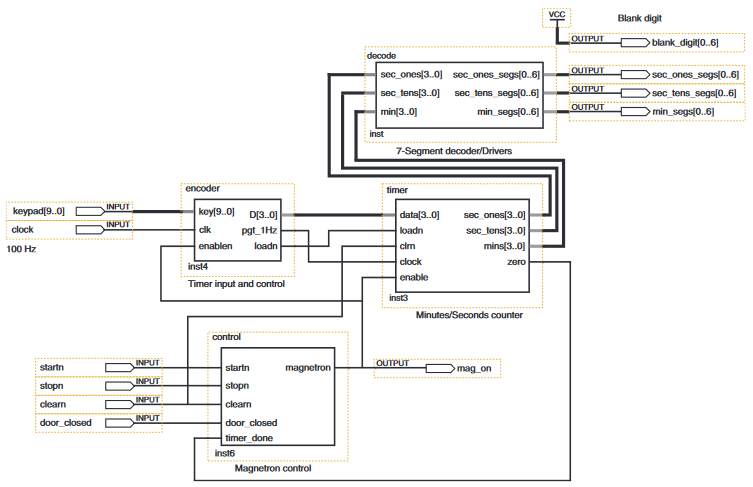 VCC
Blank digit
OUTPUT
blank_digit[0..6]
decode
sec_ones[3..0]
sec_ones_segs[0..6]
OUTPUT
sec_ones_segs[0..6]
sec_tens[3..0]
sec_tens_segs[0..6]
OUTPUT
sec_tens_segs[0..6]
min[3..0]
min_segs[0..6]
OUTPUT
min_segs[0..6]
inst
7-Segment decoder/Drivers
encoder
timer
keypad[9..0]
INPUT
key[9..0]
D[3..0]
data[3..0]
sec_ones[3..0]
clock
INPUT
clk
pgt_1Hz
loadn
sec_tens[3..0]
100 Hz
enablen
loadn
clrn
mins[3..0]
inst4
clock
zero
Timer input and control
enable
inst3
Minutes/Seconds counter
control
startn
INPUT
startn
magnetron
OUTPUT
mag_on
stopn
INPUT
stopn
clearn
INPUT
clearn
door_closed
INPUT
door_closed
timer_done
inst6
Magnetron control